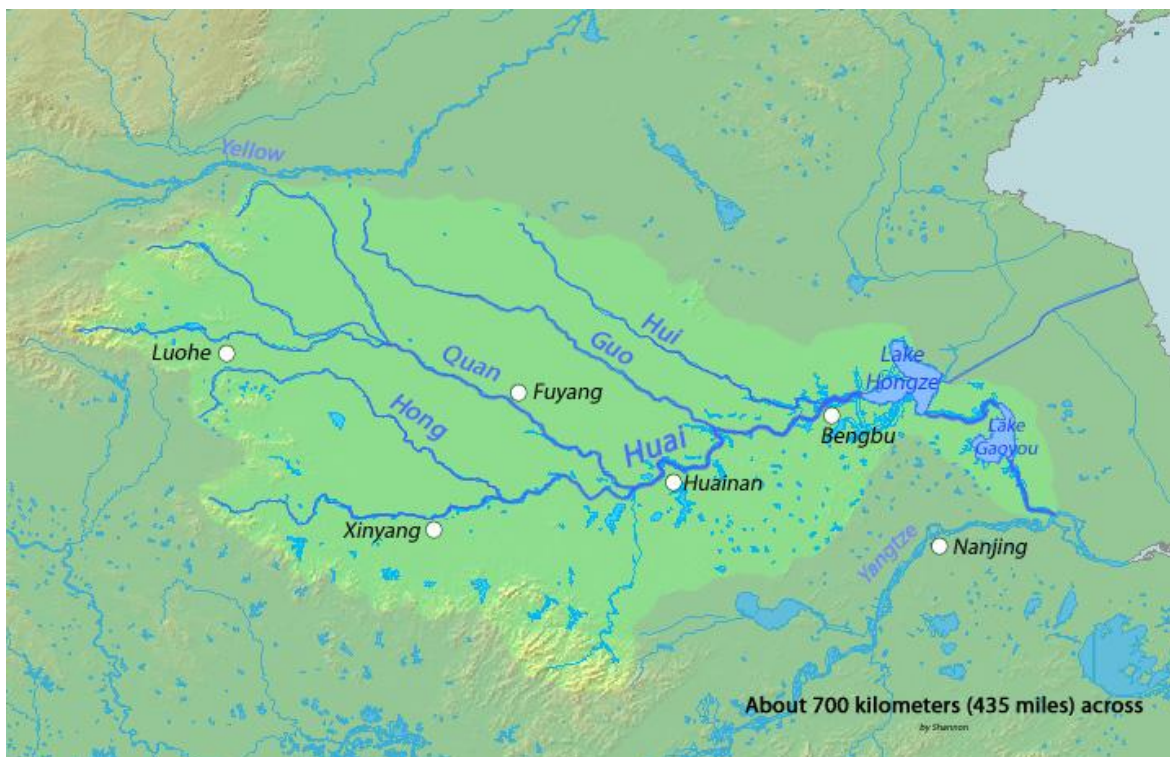 Yellow
Hui
Guo
Lake
Hongze
Luohe
Quan
Fuyang
Hong
Bengbu
Lake
Gaoyou
Huai
Huainan
Xinyang
Yangtze
Nanjing
About 700 kilometers (435 miles) across
by Shannon